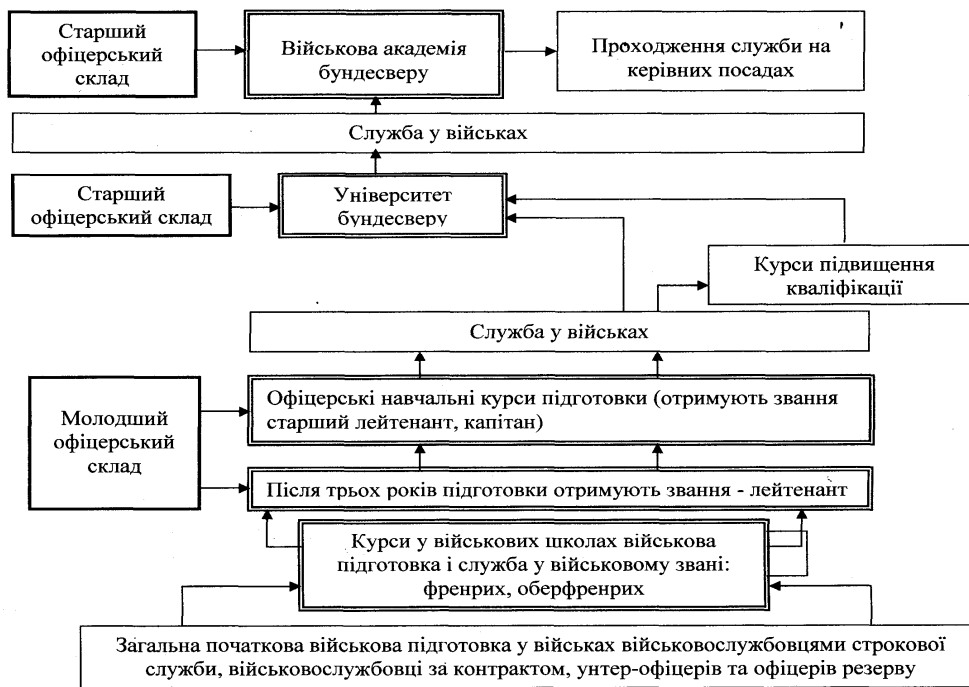 Старший
офіцерський
склад
Військова академія
бундесверу
Проходження служби на
керівних посадах
Служба у військах
Старший
офіцерський склад
Університет
бундесверу
Курси підвищення
кваліфікації
Служба у військах
Молодший
офіцерський
склад
Офіцерські навчальні курси підготовки (отримують звання
старший лейтенант, капітан)
Після трьох років підготовки отримують звання - лейтенант
Курси у військових школах військова
підготовка і служба у військовому звані:
френрих, оберфренрих
Загальна початкова військова підготовка у військах військовослужбовцями строкової
служби, військовослужбовці за контрактом, унтер-офіцерів та офіцерів резерву